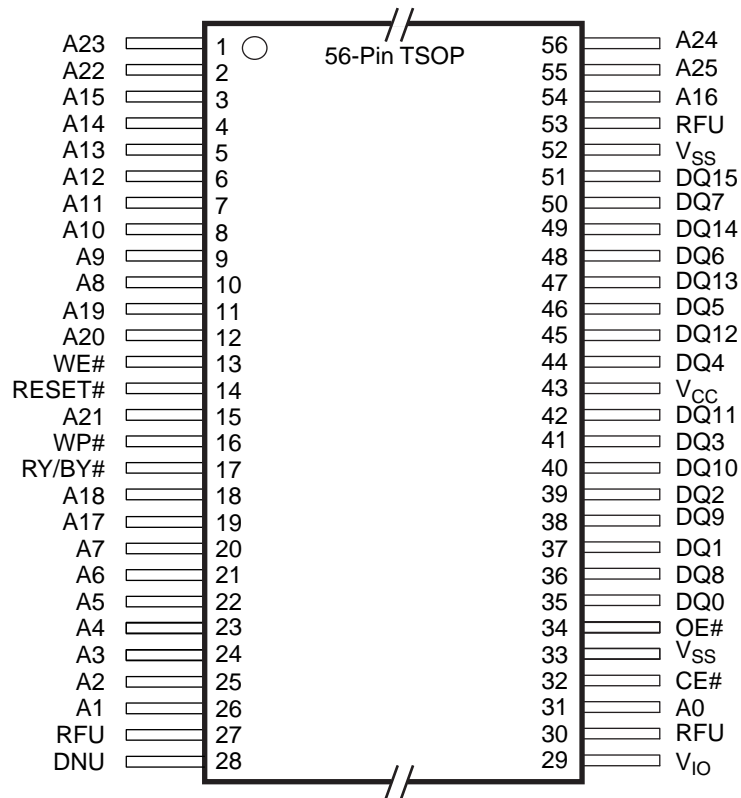 A23 1 56-Pin TSOP 56 A24
A22 2 55 A25
A15 3 54 A16
A14 4 53 RFU
A13 5 52 VSS
A12 6 51 DQ15
A11 7 50 DQ7
A10 8 49 DQ14
A9 9 48 DQ6
A8 10 47 DQ13
A19 11 46 DQ5
A20 12 45 DQ12
WE# 13 44 DQ4
RESET# 14 43 VCC
A21 15 42 DQ11
WP# 16 41 DQ3
RY/BY# 17 40 DQ10
A18 18 39 DQ2
A17 19 38 DQ9
A7 20 37 DQ1
A6 21 36 DQ8
A5 22 35 DQ0
A4 23 34 OE#
A3 24 33 VSS
A2 25 32 CE#
A1 26 31 A0
RFU 27 30 RFU
DNU 28 29 VIO